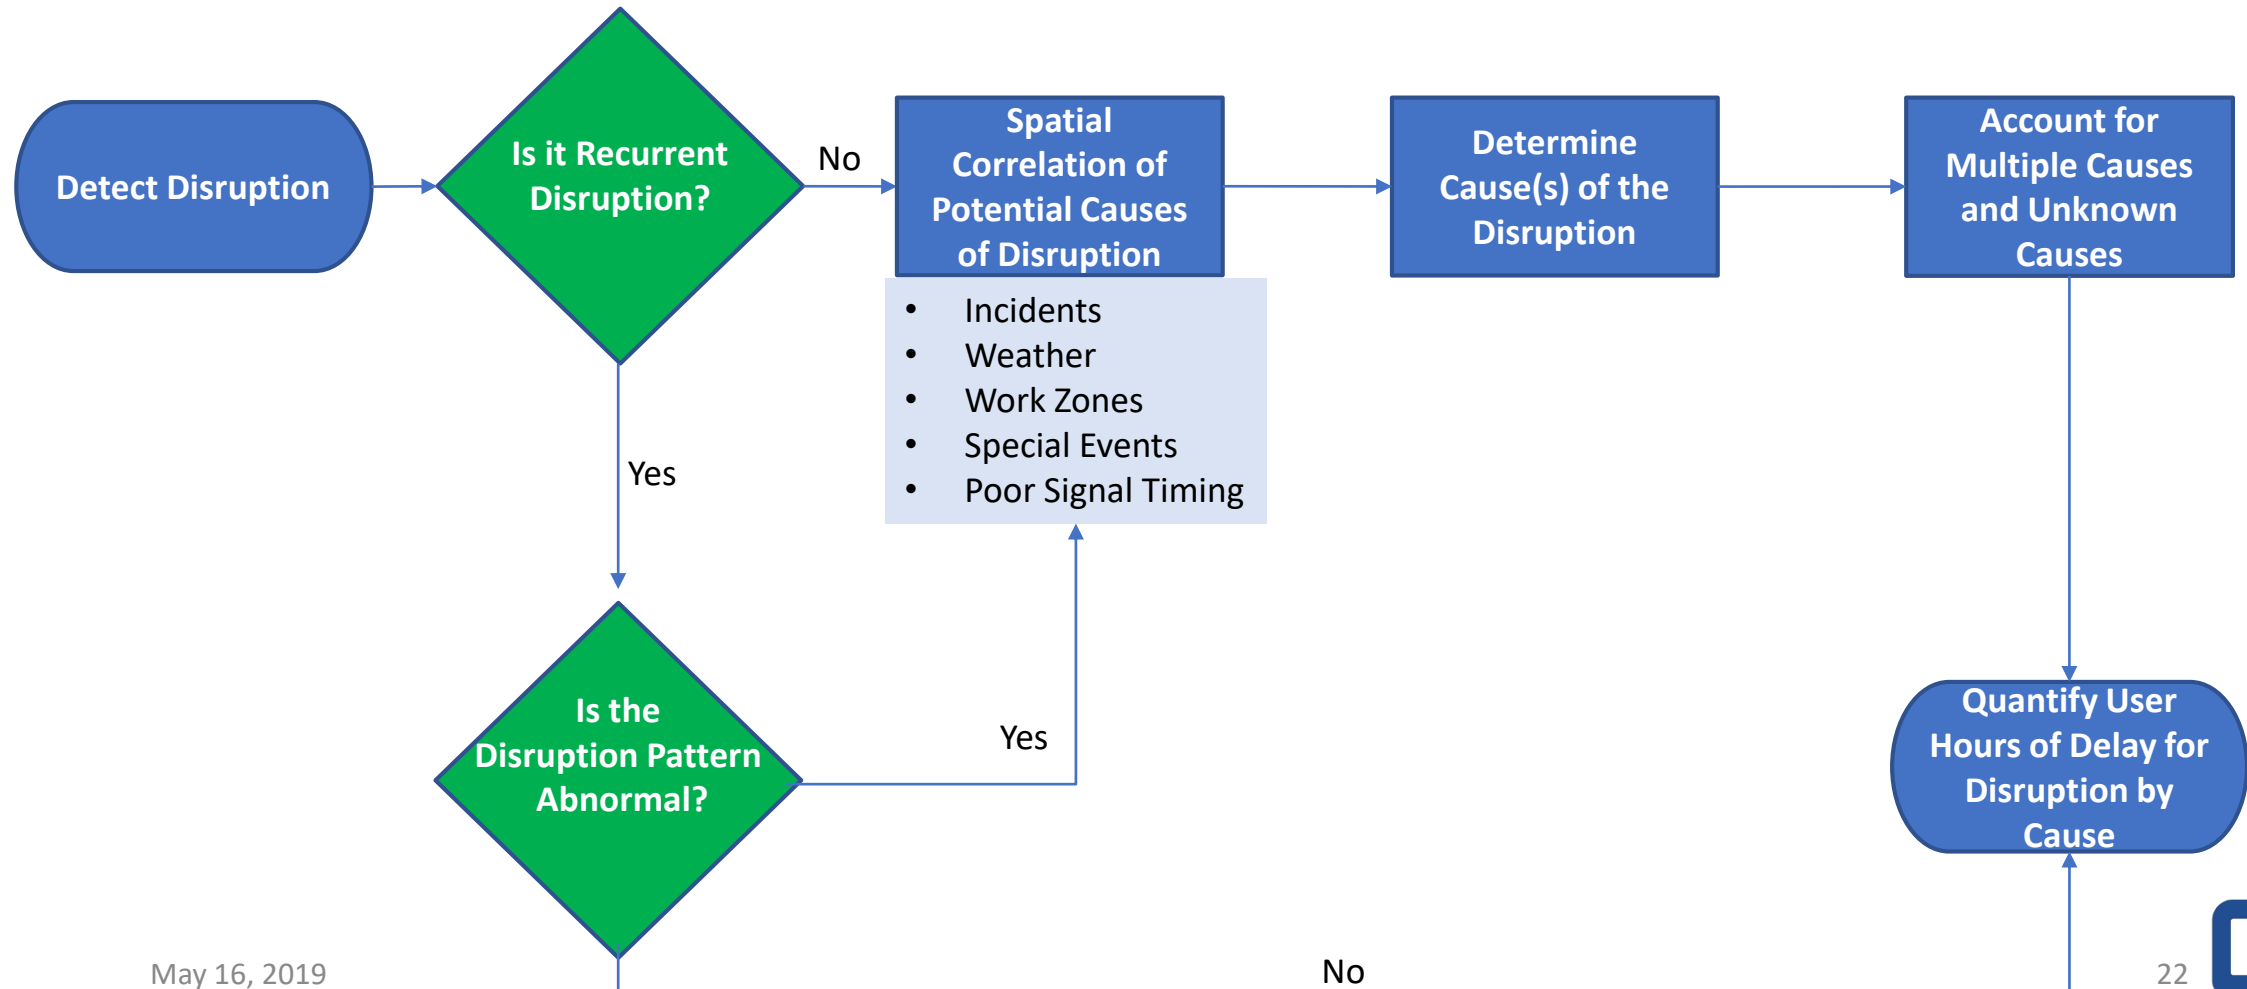 Detect Disruption
Is it Recurrent
Disruption?
No
Spatial
Correlation of
Potential Causes
of Disruption
• Incidents
• Weather
• Work Zones
• Special Events
• Poor Signal Timing
Determine
Cause(s) of the
Disruption
Account for
Multiple Causes
and Unknown
Causes
Yes
Is the
Disruption Pattern
Abnormal?
Yes
Quantify User
Hours of Delay for
Disruption by
Cause
No
May 16, 2019
22